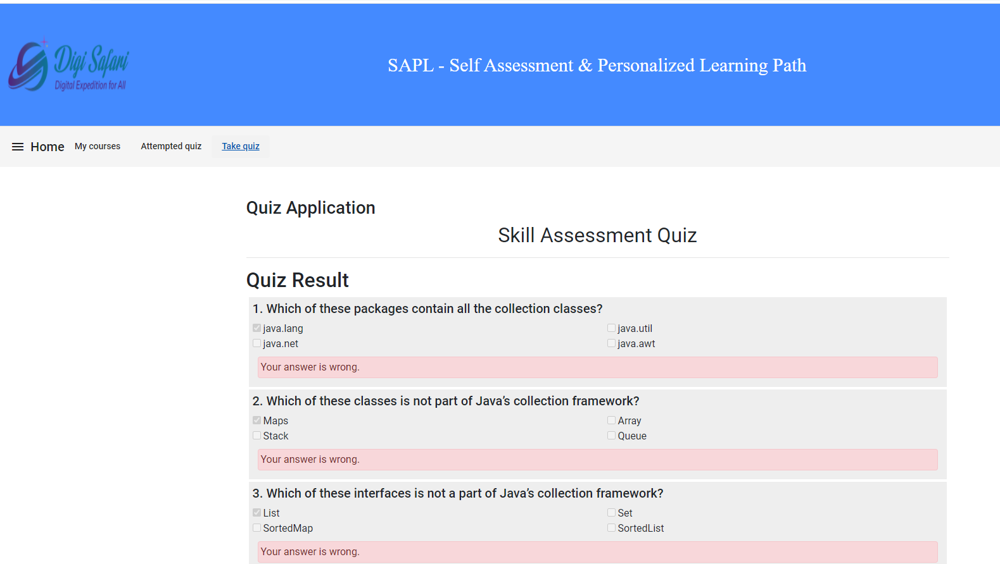 Digi Safari
Digital Expedition for All
SAPL - Self Assessment & Personalized Learning Path
Home My courses Attempted quiz Take quiz
Quiz Application
Skill Assessment Quiz
Quiz Result
1. Which of these packages contain all the collection classes?
java.lang java.util
java.net java.awt
Your answer is wrong.
2. Which of these classes is not part of Java’s collection framework?
Maps Array
Stack Queue
Your answer is wrong.
3. Which of these interfaces is not a part of Java’s collection framework?
List Set
SortedMap SortedList
Your answer is wrong.